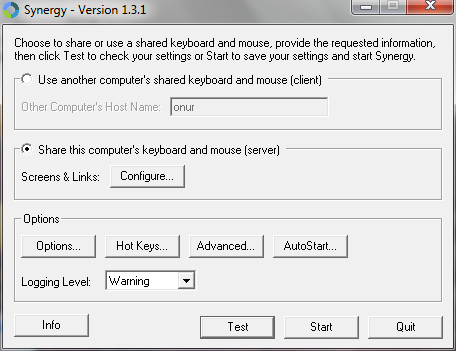 Synergy - Version 1.3.1
Choose to share or use a shared keyboard and mouse, provide the requested information,
then click Test to check your settings or Start to save your settings and start Synergy.
Use another computer's shared keyboard and mouse (client)
Other Computer's Host Name: onur
Share this computer's keyboard and mouse (server)
Screens & Links: Configure...
Options
Options... Hot Keys... Advanced... AutoStart...
Logging Level: Warning
Info Test Start Quit